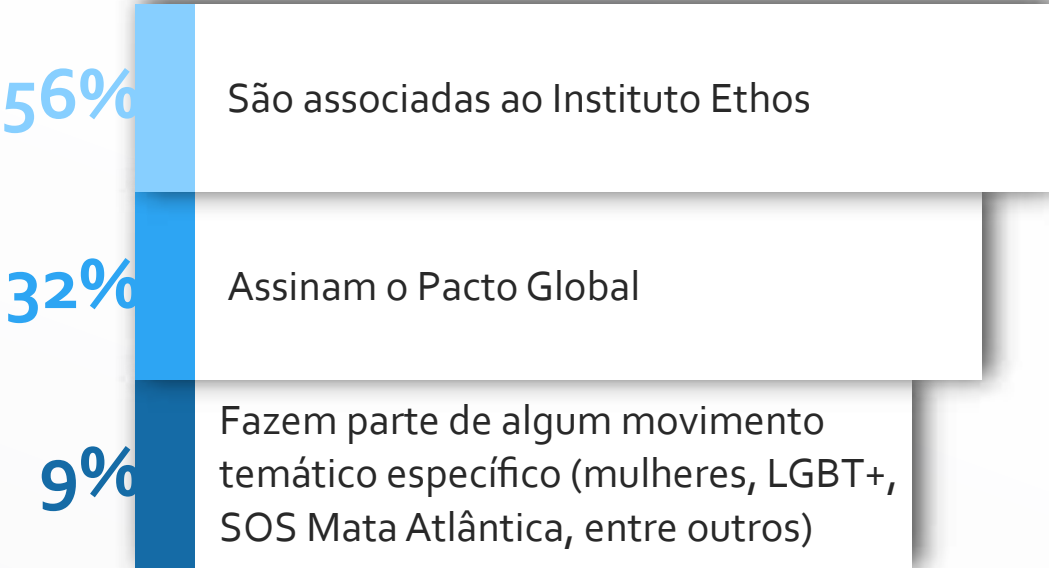 56%
São associadas ao Instituto Ethos
32%
Assinam o Pacto Global
9%
Fazem parte de algum movimento
temático específico (mulheres, LGBT+,
SOS Mata Atlântica, entre outros)